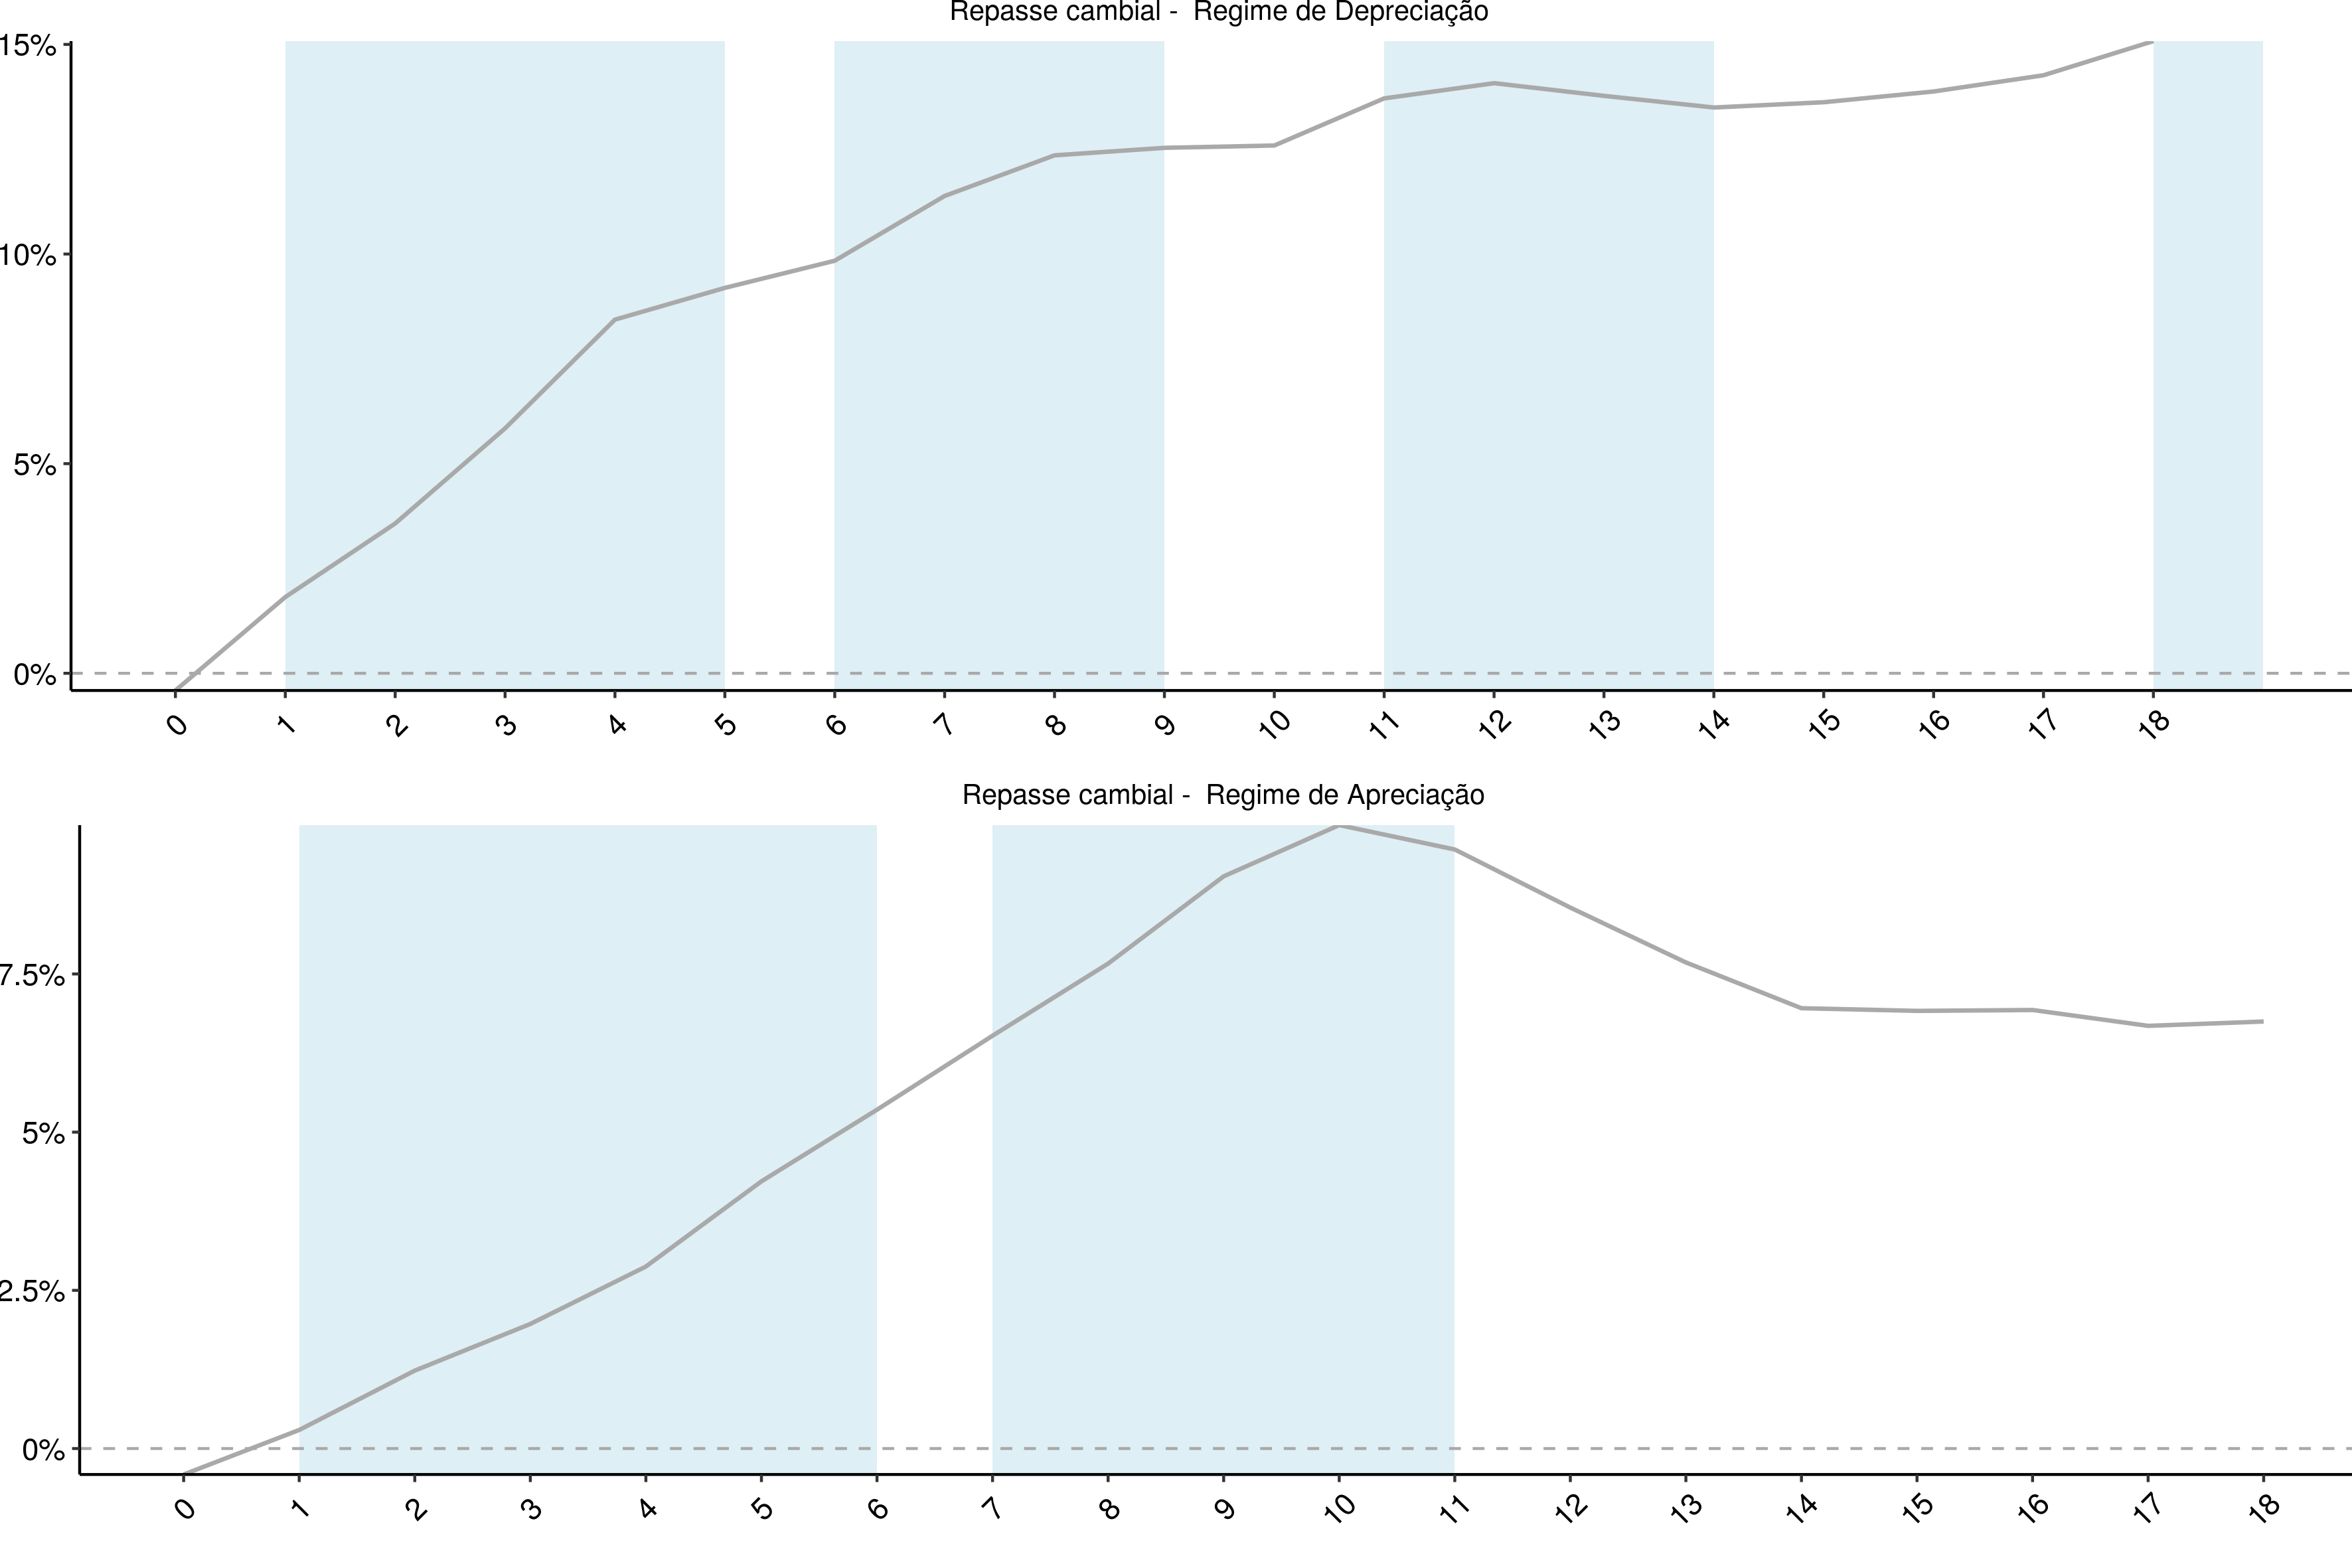 Repasse cambial -  Regime de Depreciação
15%
10%
5%
0%
0 1 2 3 4 5 6 7 8 9 10 11 12 13 14 15 16 17 18
Repasse cambial -  Regime de Apreciação
7.5%
5%
2.5%
0%
0 1 2 3 4 5 6 7 8 9 10 11 12 13 14 15 16 17 18